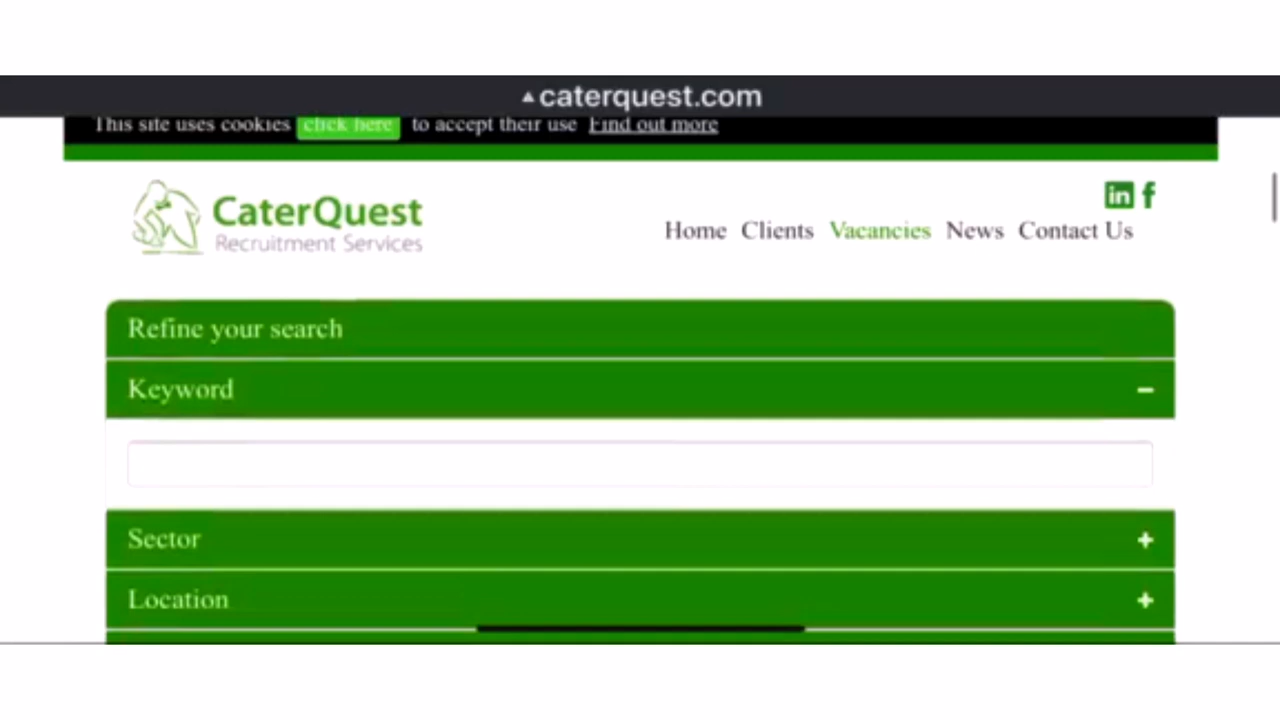 caterquest.com
This site uses cookies click here to accept their use Find out more
CaterQuest
Recruitment Services
in f
Home Clients Vacancies News Contact Us
Refine your search
Keyword
Sector
Location